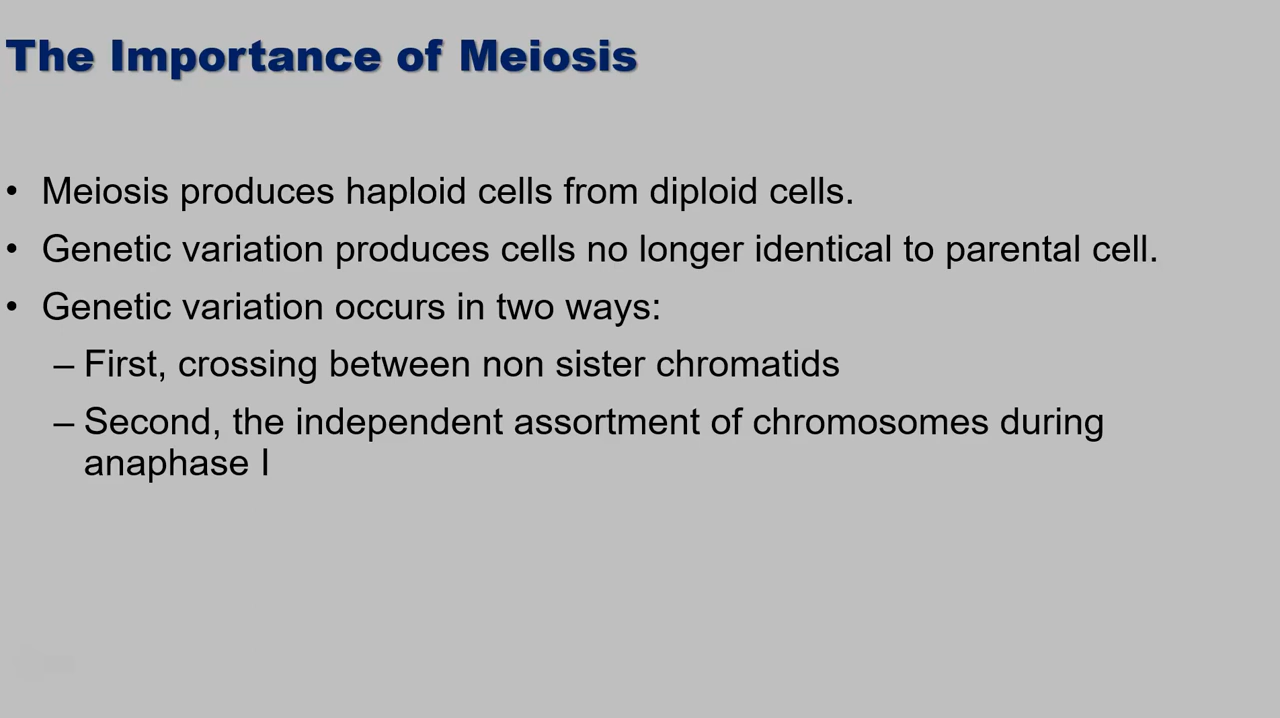 The Importance of Meiosis
• Meiosis produces haploid cells from diploid cells.
• Genetic variation produces cells no longer identical to parental cell.
• Genetic variation occurs in two ways:
– First, crossing between non sister chromatids
– Second, the independent assortment of chromosomes during
anaphase I